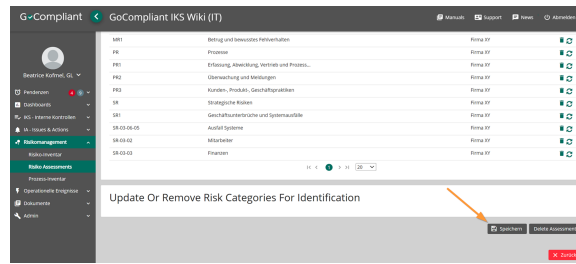 GoCompliant
GoCompliant IKS Wiki (IT)
Manuals
Support
News
Abmelden
Beatrice Kofmel, GL
Pendenzen
Dashboards
IKS - Interne Kontrollen
IA - Issues & Actions
Risikomanagement
Risiko-Inventar
Risiko Assessments
Prozess-Inventar
Operationelle Ereignisse
Dokumente
Admin
MR1 Betrug und bewusstes Fehlverhalten Firma XY
PR Prozesse Firma XY
PR1 Erfassung, Abwicklung, Vertrieb und Prozess... Firma XY
PR2 Überwachung und Meldungen Firma XY
PR3 Kunden-, Produkt-, Geschäftspraktiken Firma XY
SR Strategische Risiken Firma XY
SR1 Geschäftsunterbrüche und Systemausfälle Firma XY
SR-03-06-05 Ausfall Systeme Firma XY
SR-03-02 Mitarbeiter Firma XY
SR-03-03 Finanzen Firma XY
1 20
Update Or Remove Risk Categories For Identification
Speichern
Delete Assessment
Zurück